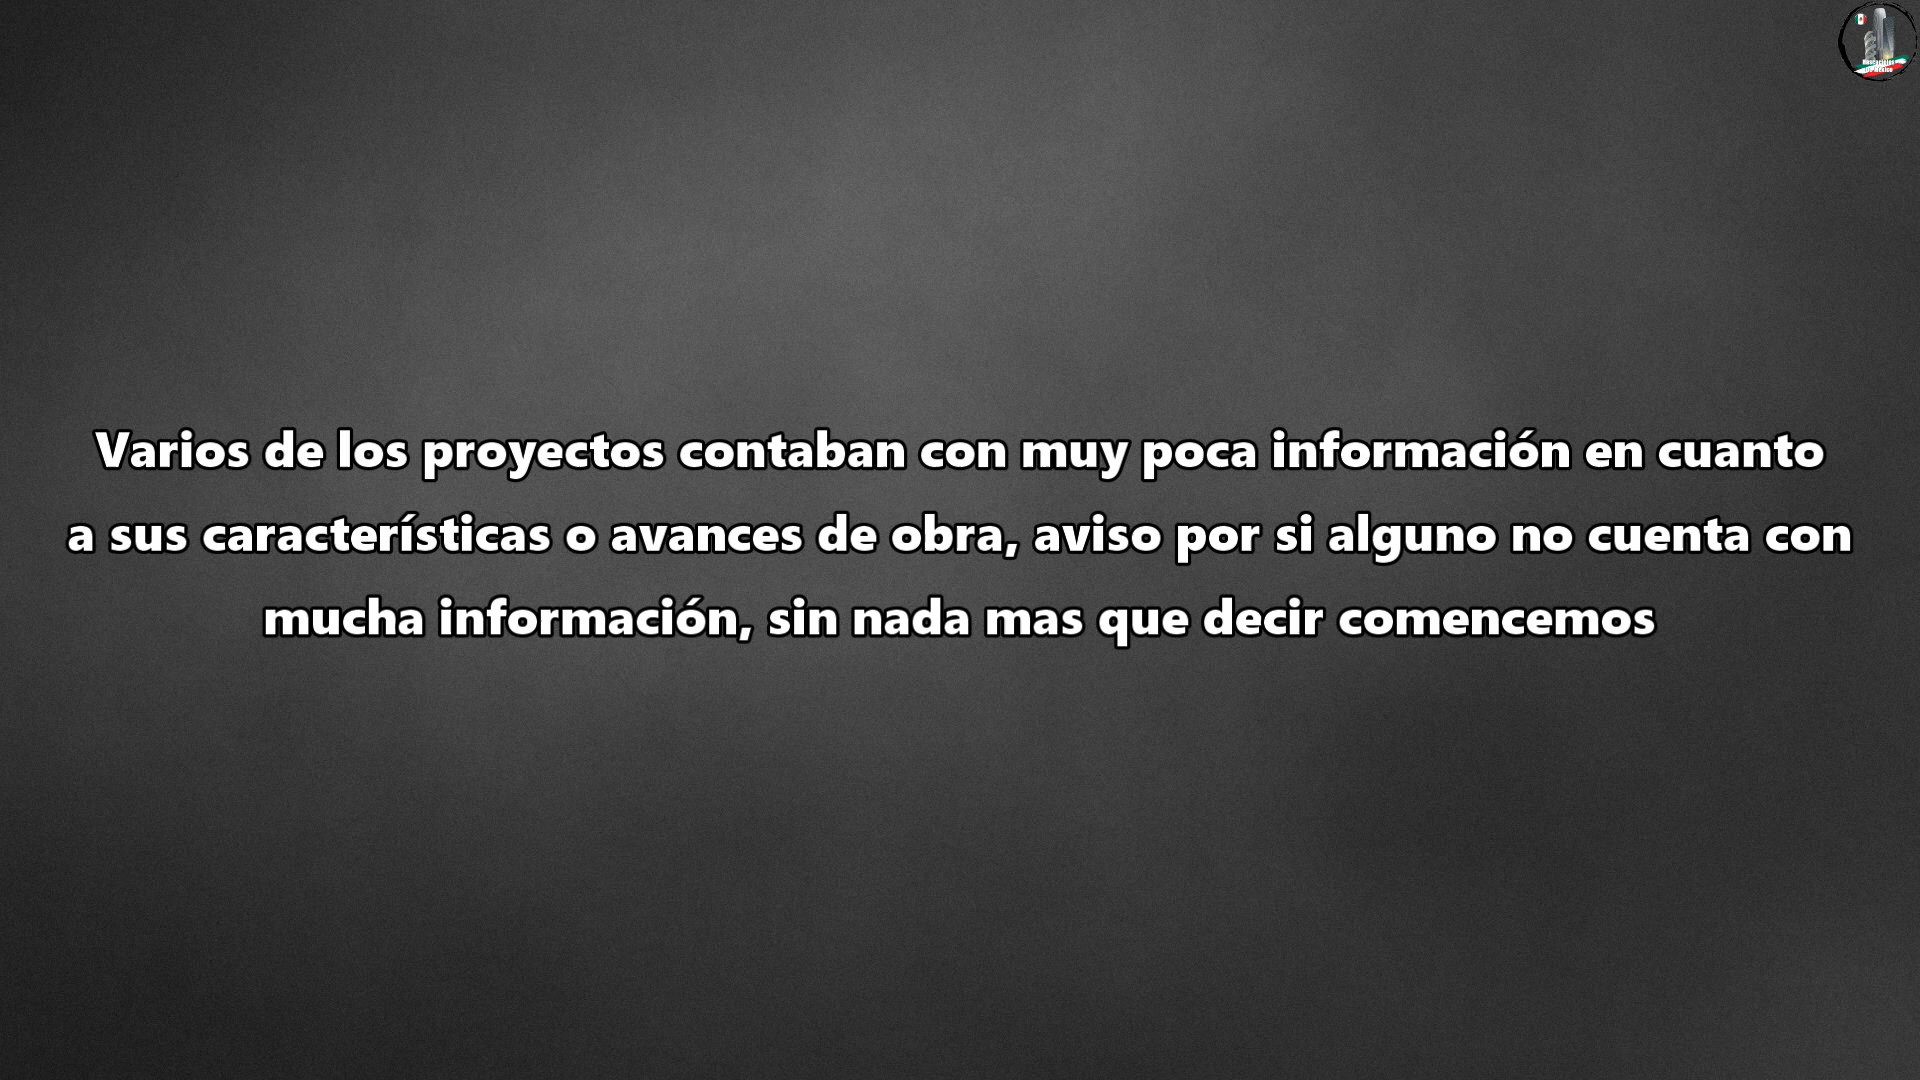 Varios de los proyectos contaban con muy poca información en cuanto
a sus características o avances de obra, aviso por si alguno no cuenta con
mucha información, sin nada mas que decir comencemos